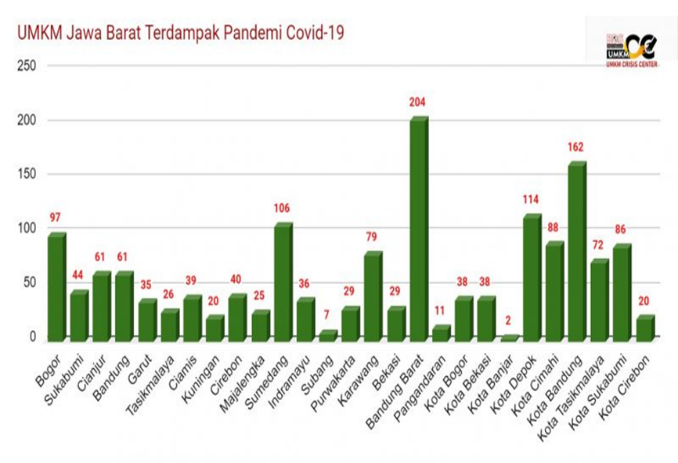 UMKM Jawa Barat Terdampak Pandemi Covid-19
UMKM
UMKM CRISIS CENTER
250
200
150
100
50
0
97
44
61
61
35
26
39
20
40
25
106
36
7
29
79
29
204
11
38
38
2
114
88
162
72
86
20
Bogor
Sukabumi
Cianjur
Bandung
Garut
Tasikmalaya
Ciamis
Kuningan
Cirebon
Majalengka
Sumedang
Indramayu
Subang
Purwakarta
Karawang
Bekasi
Bandung Barat
Pangandaran
Kota Bogor
Kota Bekasi
Kota Banjar
Kota Depok
Kota Cimahi
Kota Bandung
Kota Tasikmalaya
Kota Sukabumi
Kota Cirebon